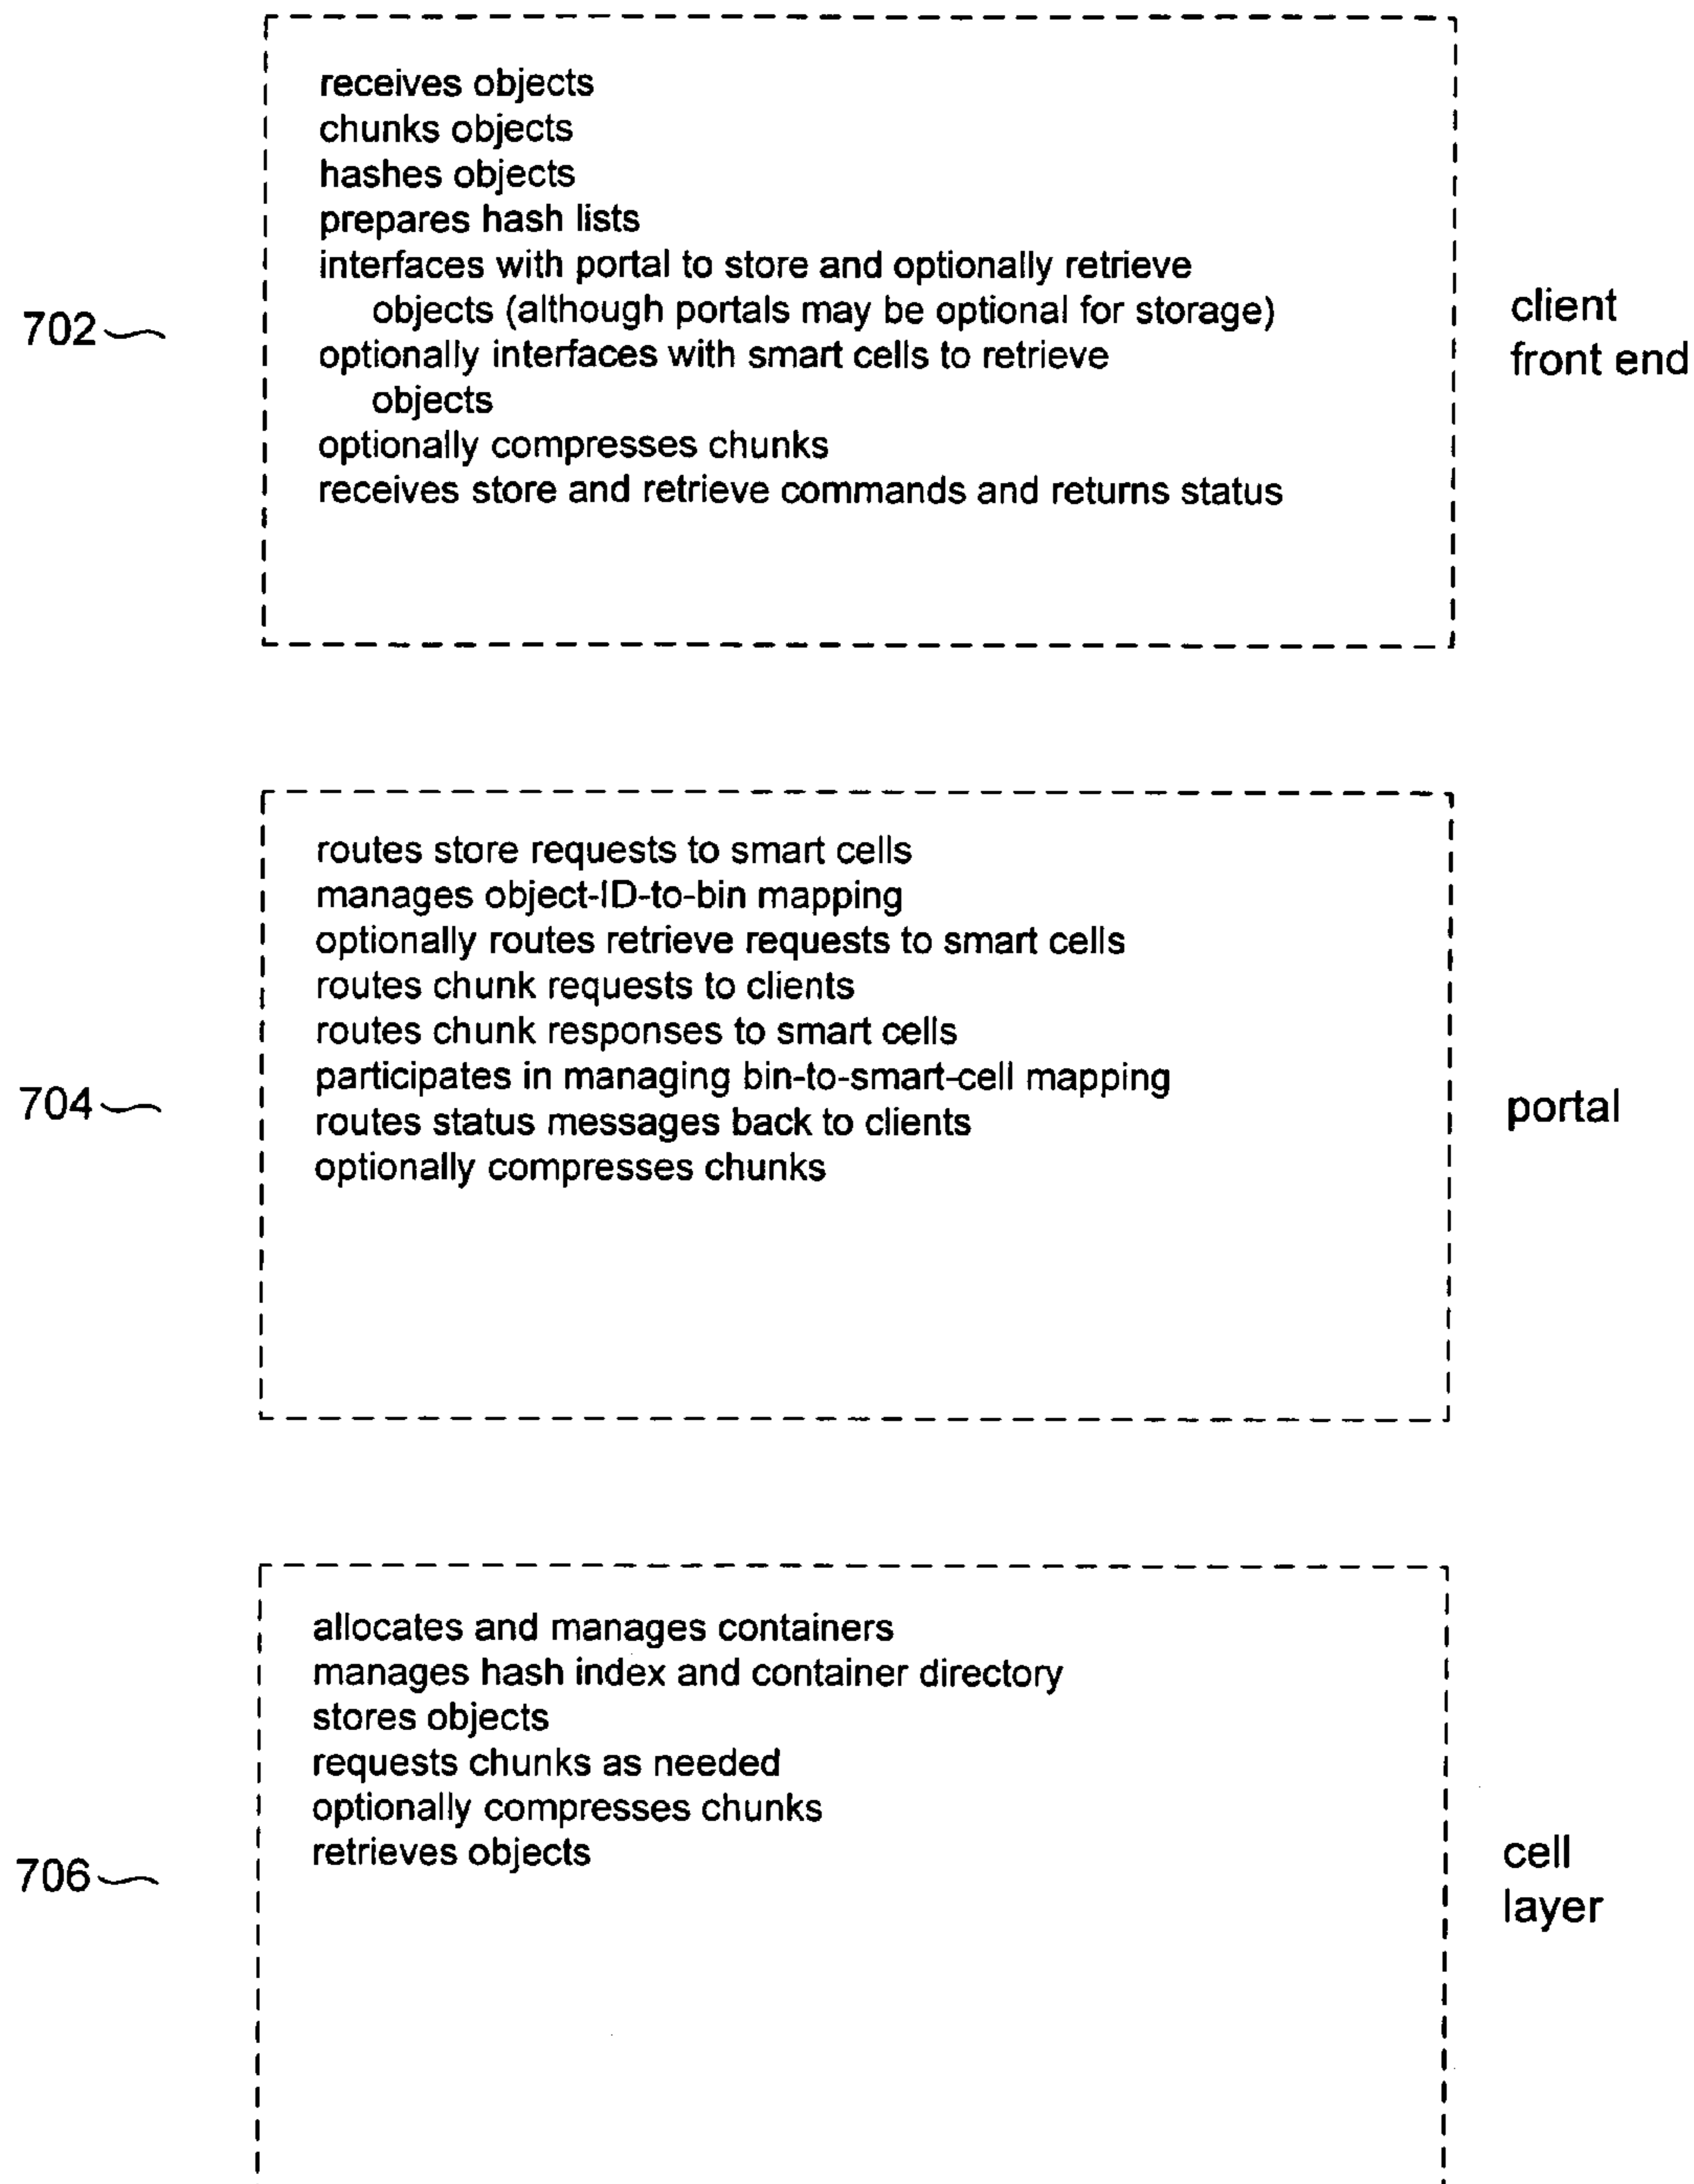 receives objects
chunks objects
hashes objects
prepares hash lists
interfaces with portal to store and optionally retrieve
objects (although portals may be optional for storage)
optionally interfaces with smart cells to retrieve
objects
optionally compresses chunks
receives store and retrieve commands and returns status
702
client
front end
routes store requests to smart cells
manages object-ID-to-bin mapping
optionally routes retrieve requests to smart cells
routes chunk requests to clients
routes chunk responses to smart cells
participates in managing bin-to-smart-cell mapping
routes status messages back to clients
optionally compresses chunks
704
portal
allocates and manages containers
manages hash index and container directory
stores objects
requests chunks as needed
optionally compresses chunks
retrieves objects
706
cell
layer